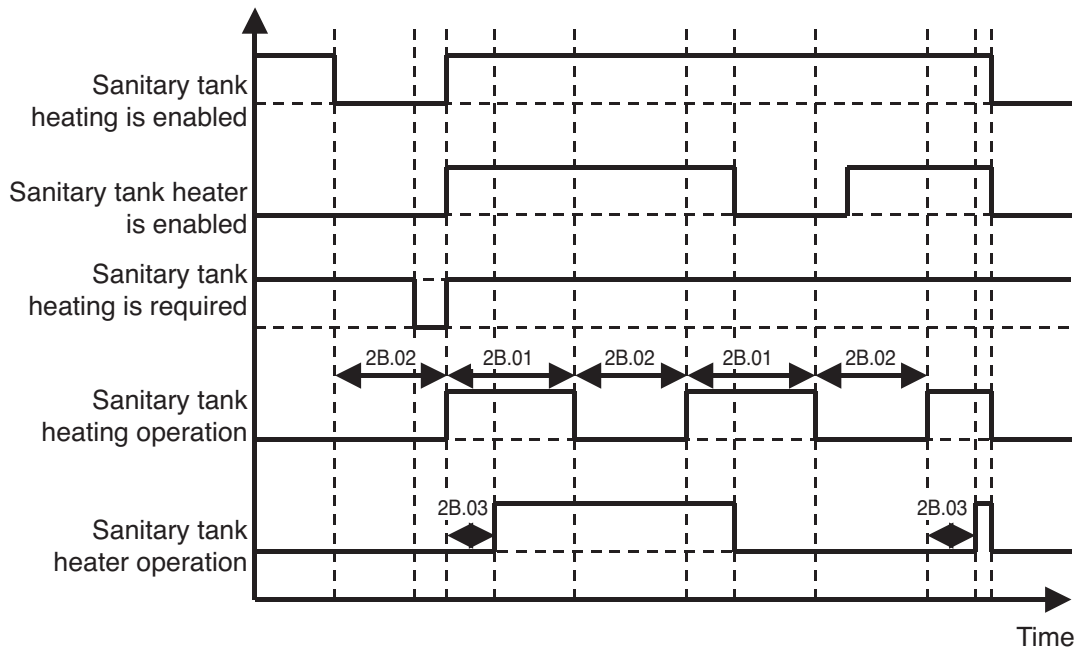 Sanitary tank
heating is enabled
Sanitary tank heater
is enabled
Sanitary tank
heating is required
2B.02
2B.01
2B.02
2B.01
2B.02
Sanitary tank
heating operation
2B.03
2B.03
Sanitary tank
heater operation
Time